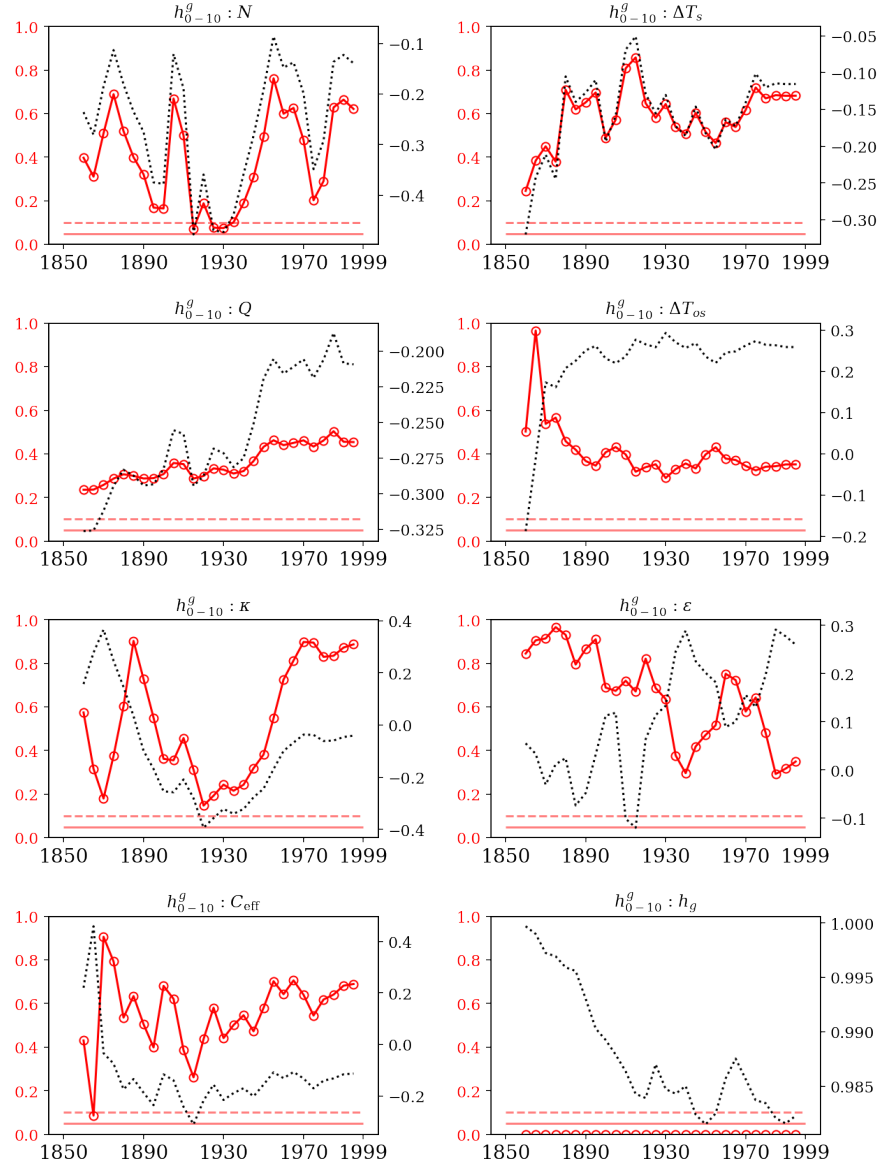 h^g_{0-10} : N
h^g_{0-10} : ΔT_s
1.0 0.8 0.6 0.4 0.2 0.0
−0.1 −0.2 −0.3 −0.4
1.0 0.8 0.6 0.4 0.2 0.0
−0.05 −0.10 −0.15 −0.20 −0.25 −0.30
1850 1890 1930 1970 1999
1850 1890 1930 1970 1999
h^g_{0-10} : Q
h^g_{0-10} : ΔT_{os}
1.0 0.8 0.6 0.4 0.2 0.0
−0.200 −0.225 −0.250 −0.275 −0.300 −0.325
1.0 0.8 0.6 0.4 0.2 0.0
0.3 0.2 0.1 0.0 −0.1 −0.2
1850 1890 1930 1970 1999
1850 1890 1930 1970 1999
h^g_{0-10} : κ
h^g_{0-10} : ε
1.0 0.8 0.6 0.4 0.2 0.0
0.4 0.2 0.0 −0.2 −0.4
1.0 0.8 0.6 0.4 0.2 0.0
0.3 0.2 0.1 0.0 −0.1
1850 1890 1930 1970 1999
1850 1890 1930 1970 1999
h^g_{0-10} : C_{eff}
h^g_{0-10} : h_g
1.0 0.8 0.6 0.4 0.2 0.0
0.4 0.2 0.0 −0.2
1.0 0.8 0.6 0.4 0.2 0.0
1.000 0.995 0.990 0.985
1850 1890 1930 1970 1999
1850 1890 1930 1970 1999